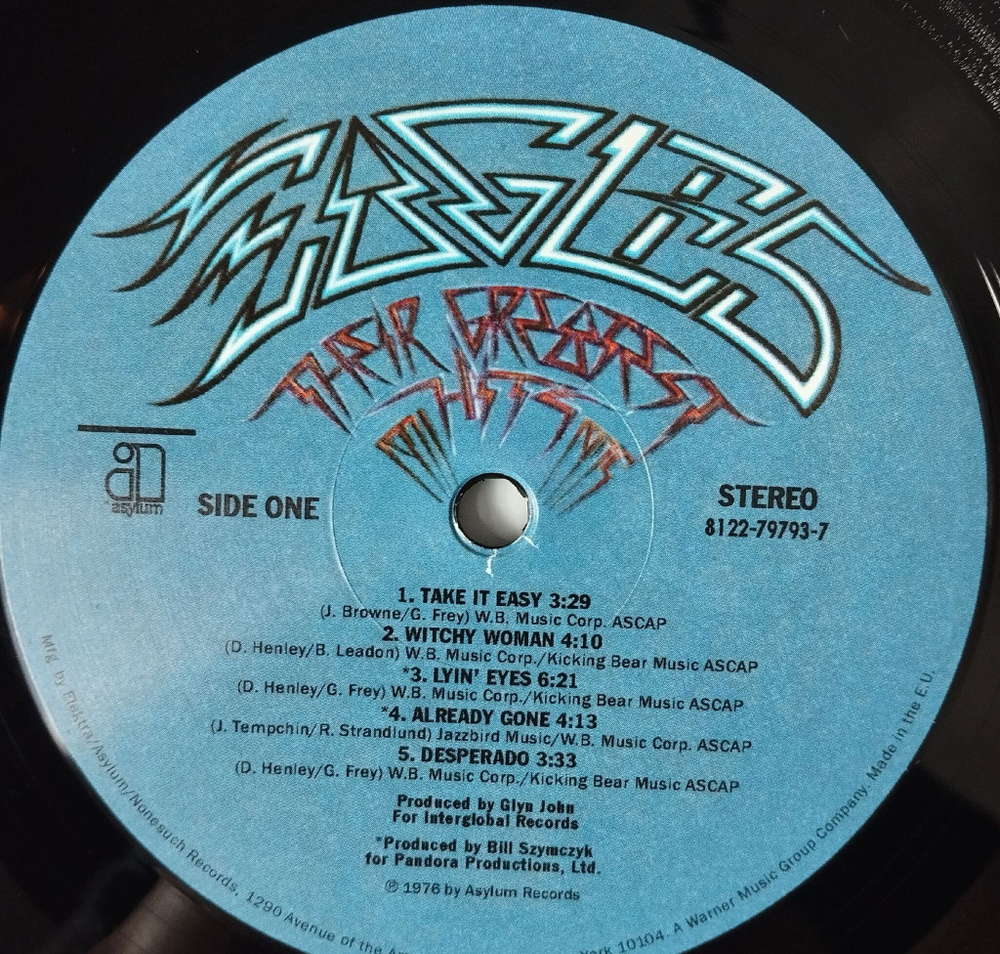 EAGLES
THEIR GREATEST
HITS
asylum
SIDE ONE
STEREO
8122-79793-7
1. TAKE IT EASY 3:29
(J. Browne/G. Frey) W.B. Music Corp. ASCAP
2. WITCHY WOMAN 4:10
(D. Henley/B. Leadon) W.B. Music Corp./Kicking Bear Music ASCAP
*3. LYIN' EYES 6:21
(D. Henley/G. Frey) W.B. Music Corp./Kicking Bear Music ASCAP
*4. ALREADY GONE 4:13
(J. Tempchin/R. Strandlund) Jazzbird Music/W.B. Music Corp. ASCAP
5. DESPERADO 3:33
(D. Henley/G. Frey) W.B. Music Corp./Kicking Bear Music ASCAP
Produced by Glyn John
For Interglobal Records
*Produced by Bill Szymczyk
for Pandora Productions, Ltd.
℗ 1976 by Asylum Records
Mfg by Elektra/Asylum/Nonesuch Records, 1290 Avenue of the York 10104. A Warner Music Group Company. Made in the E.U.